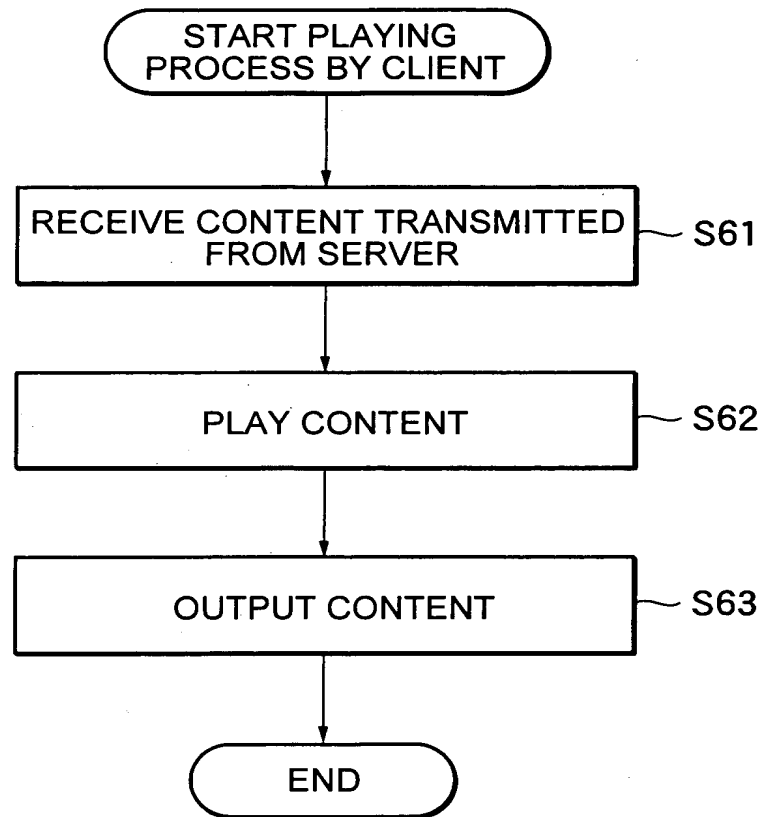 START PLAYING
PROCESS BY CLIENT
RECEIVE CONTENT TRANSMITTED
FROM SERVER
S61
PLAY CONTENT
S62
OUTPUT CONTENT
S63
END